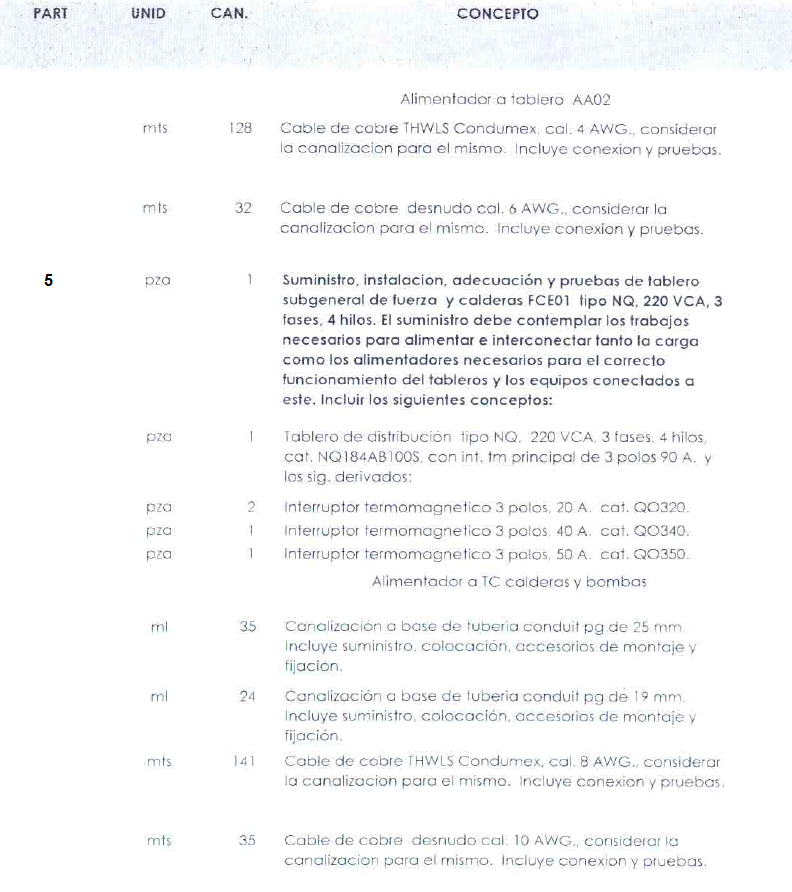 PART UNID CAN. CONCEPTO
Alimentador a tablero AA02
mts 128 Cable de cobre THWLS Condumex, cal. 4 AWG., considerar
la canalizacion para el mismo. Incluye conexion y pruebas.
mts 32 Cable de cobre desnudo cal. 6 AWG., considerar la
canalizacion para el mismo. Incluye conexion y pruebas.
5 pza 1 Suministro, instalacion, adecuación y pruebas de tablero
subgeneral de fuerza y calderas FCE01 tipo NQ, 220 VCA, 3
fases, 4 hilos. El suministro debe contemplar los trabajos
necesarios para alimentar e interconectar tanto la carga
como los alimentadores necesarios para el correcto
funcionamiento del tableros y los equipos conectados a
este. Incluir los siguientes conceptos:
pza 1 Tablero de distribución tipo NQ, 220 VCA, 3 fases, 4 hilos,
cat. NQ184AB100S, con int. tm principal de 3 polos 90 A. y
los sig. derivados:
pza 2 Interruptor termomagnetico 3 polos, 20 A. cat. QO320.
pza 1 Interruptor termomagnetico 3 polos, 40 A. cat. QO340.
pza 1 Interruptor termomagnetico 3 polos, 50 A. cat. QO350.
Alimentador a TC calderas y bombas
ml 35 Canalización a base de tuberia conduit pg de 25 mm.
Incluye suministro, colocación, accesorios de montaje y
fijación.
ml 24 Canalización a base de tuberia conduit pg de 19 mm.
Incluye suministro, colocación, accesorios de montaje y
fijación.
mts 141 Cable de cobre THWLS Condumex, cal. 8 AWG., considerar
la canalizacion para el mismo. Incluye conexion y pruebas.
mts 35 Cable de cobre desnudo cal. 10 AWG., considerar la
canalizacion para el mismo. Incluye conexion y pruebas.